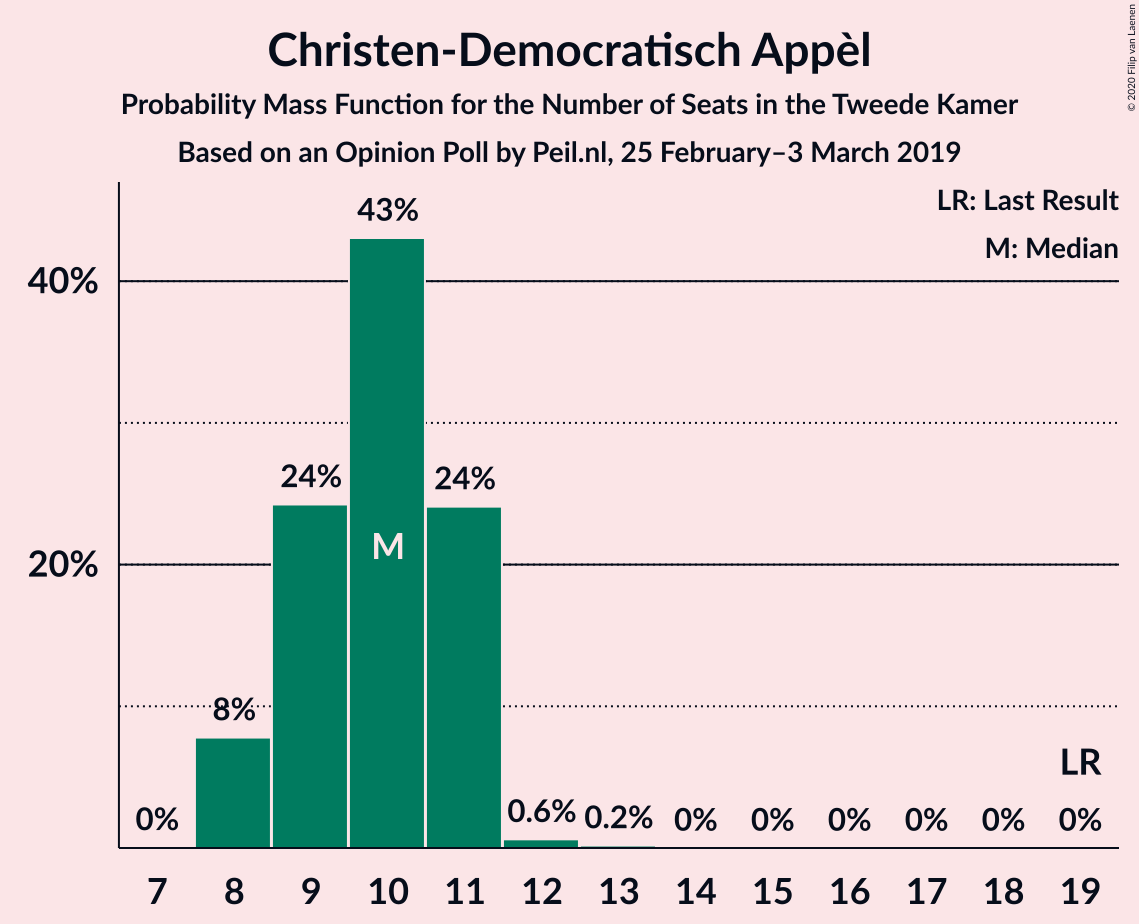 Christen-Democratisch Appèl
Probability Mass Function for the Number of Seats in the Tweede Kamer
Based on an Opinion Poll by Peil.nl, 25 February–3 March 2019
© 2020 Filip van Laenen
LR: Last Result
M: Median
43%
40%
24%
24%
M
20%
8%
LR
0%
0.6%
0.2%
0%
0%
0%
0%
0%
0%
7 8 9 10 11 12 13 14 15 16 17 18 19